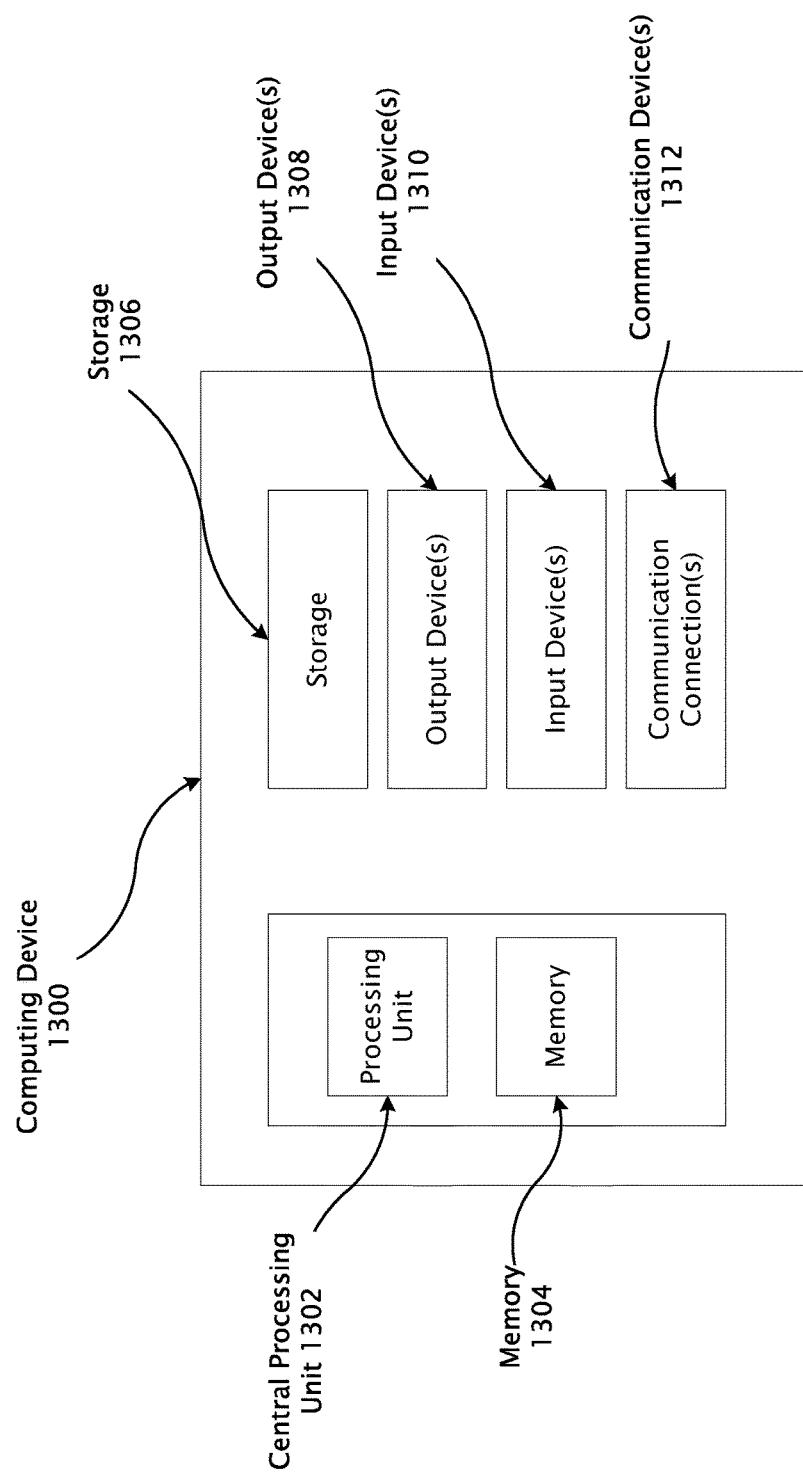 Computing Device
1300
Storage
1306
Output Device(s)
1308
Input Device(s)
1310
Communication Device(s)
1312
Central Processing
Unit 1302
Memory
1304
Processing
Unit
Memory
Storage
Output Device(s)
Input Device(s)
Communication
Connection(s)